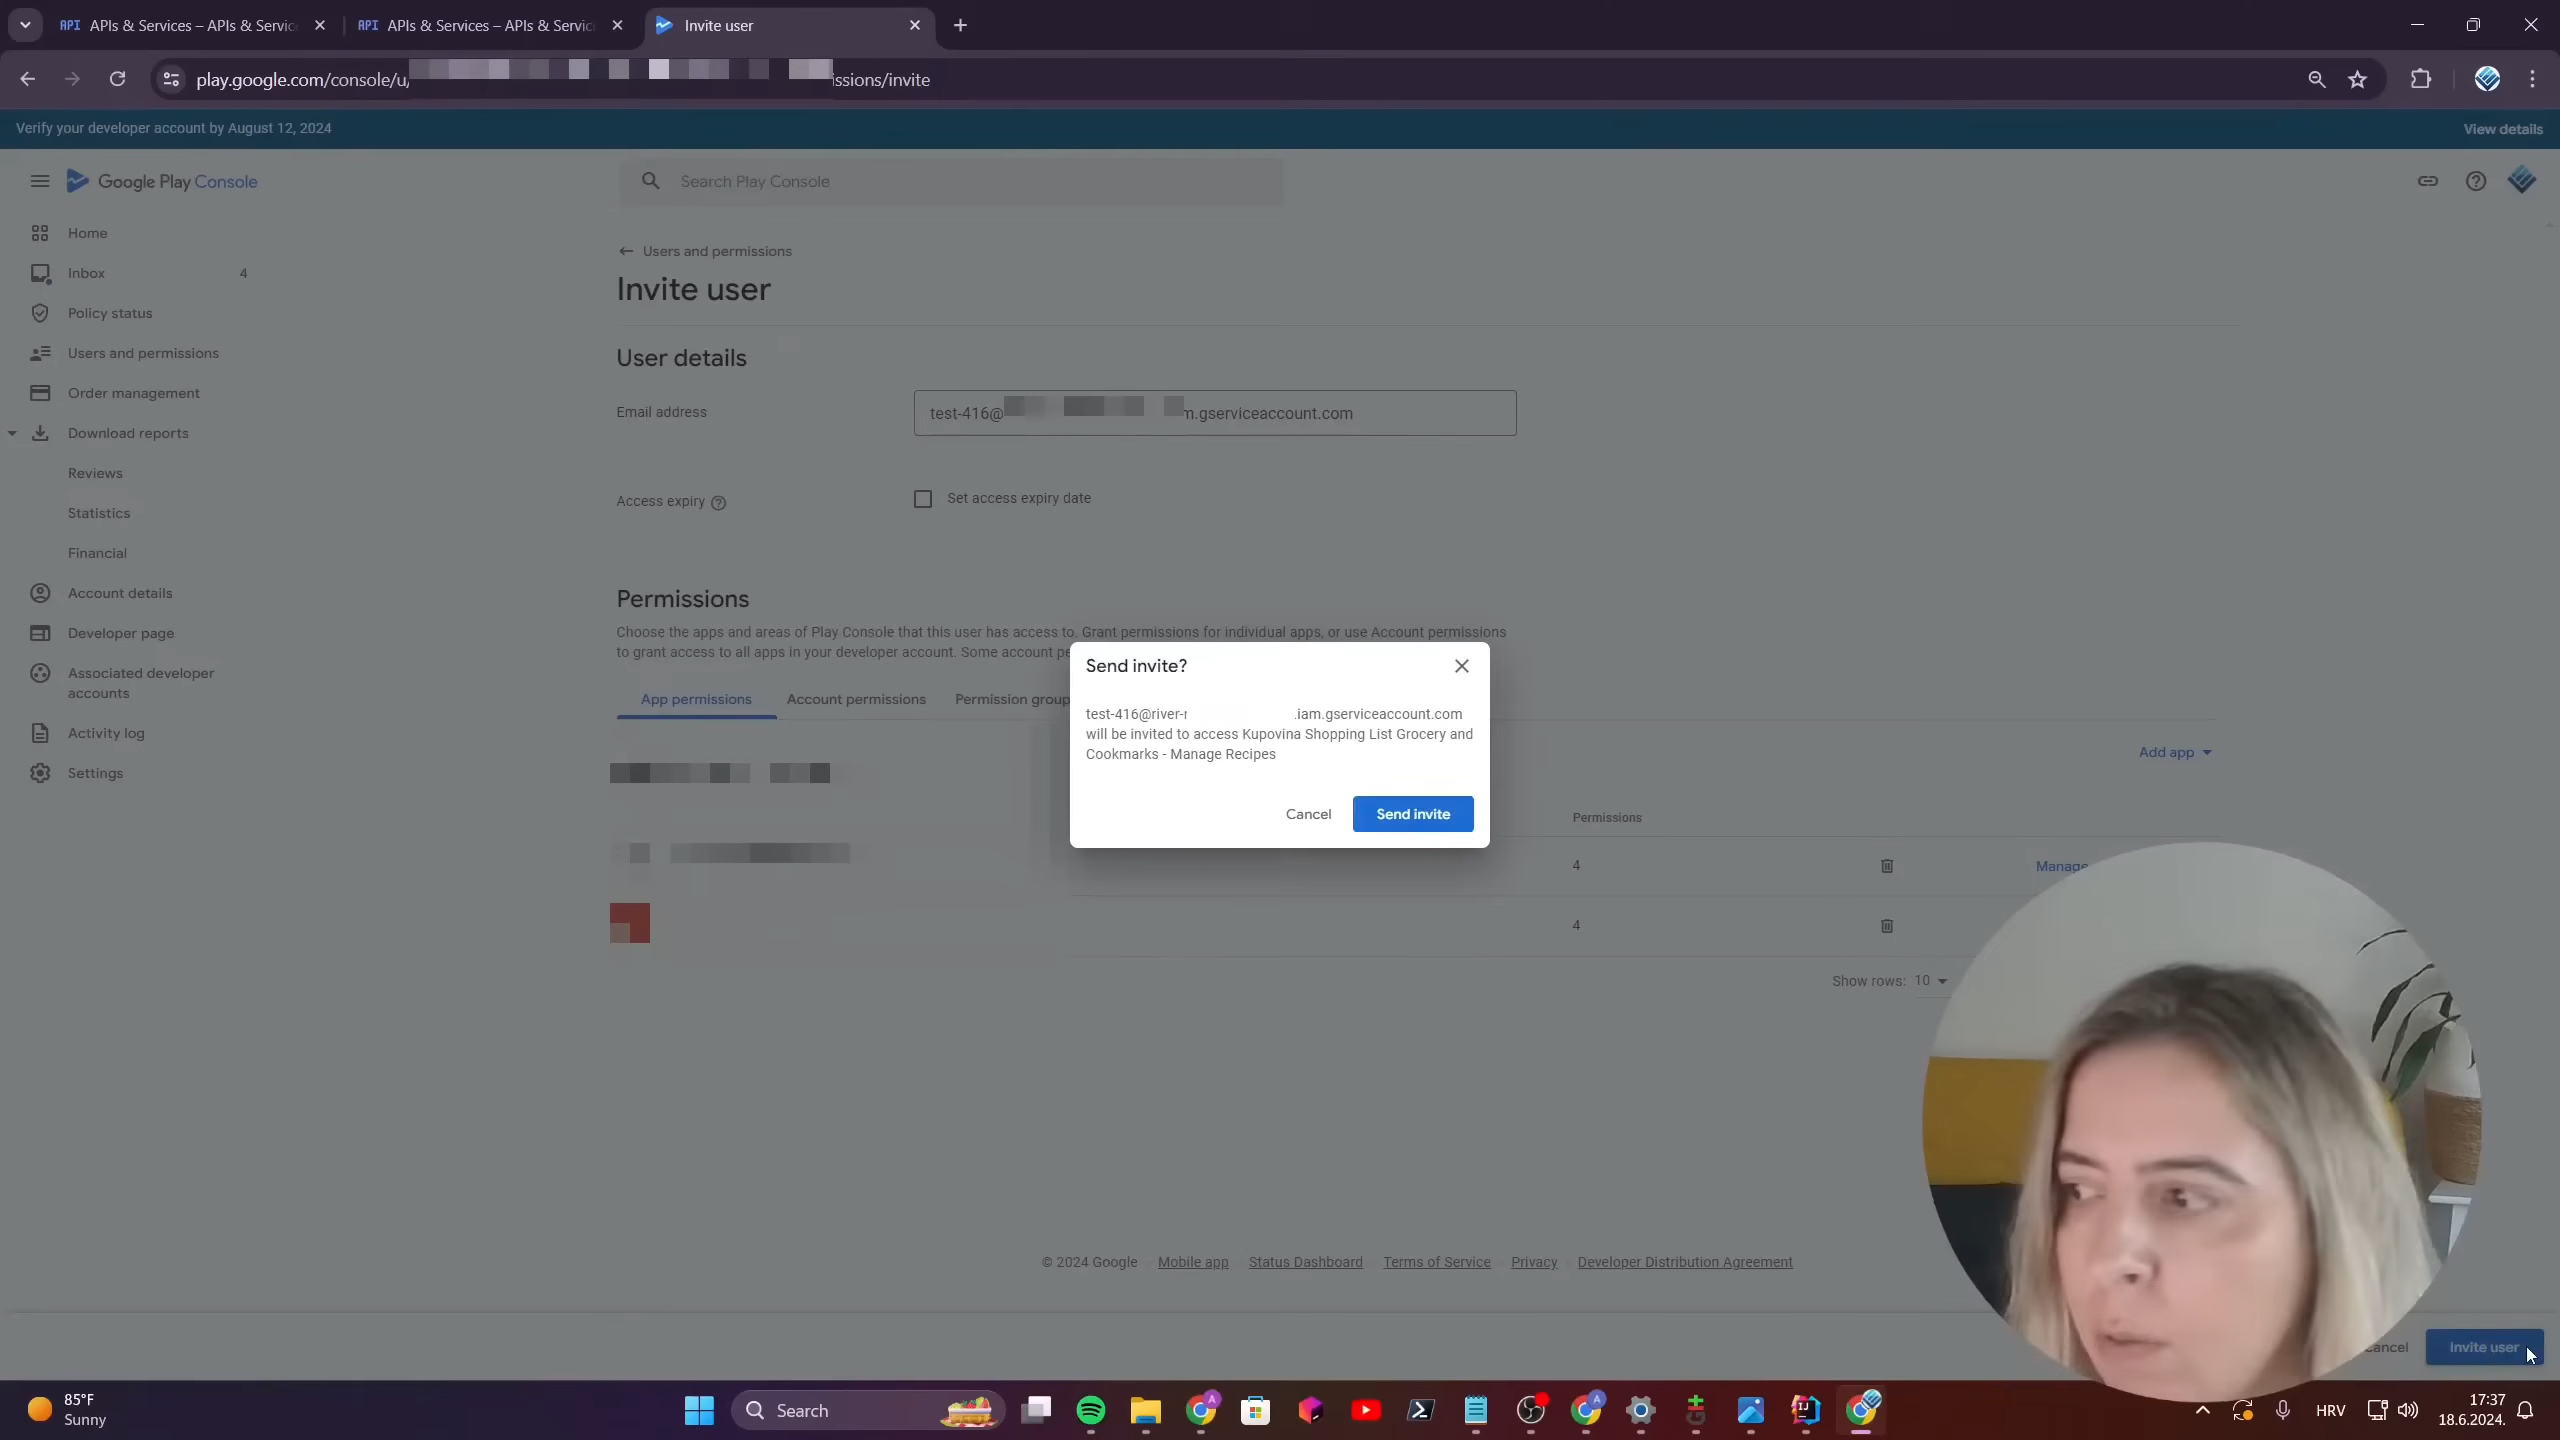 APIs & Services – APIs & Servic
APIs & Services – APIs & Servic
Invite user
play.google.com/console/u/
issions/invite
Verify your developer account by August 12, 2024
View details
Google Play Console
Search Play Console
Home
Inbox
4
Policy status
Users and permissions
Order management
Download reports
Reviews
Statistics
Financial
Account details
Developer page
Associated developer
accounts
Activity log
Settings
Users and permissions
Invite user
User details
Email address
test-416@
m.gserviceaccount.com
Access expiry
Set access expiry date
Permissions
Choose the apps and areas of Play Console that this user has access to. Grant permissions for individual apps, or use Account permissions
to grant access to all apps in your developer account. Some account pe
App permissions
Account permissions
Permission group
Add app
Permissions
4
Manage
4
Show rows:
10
Send invite?
test-416@river-r
.iam.gserviceaccount.com
will be invited to access Kupovina Shopping List Grocery and
Cookmarks - Manage Recipes
Cancel
Send invite
© 2024 Google
Mobile app
Status Dashboard
Terms of Service
Privacy
Developer Distribution Agreement
Cancel
Invite user
85°F
Sunny
Search
HRV
17:37
18.6.2024.